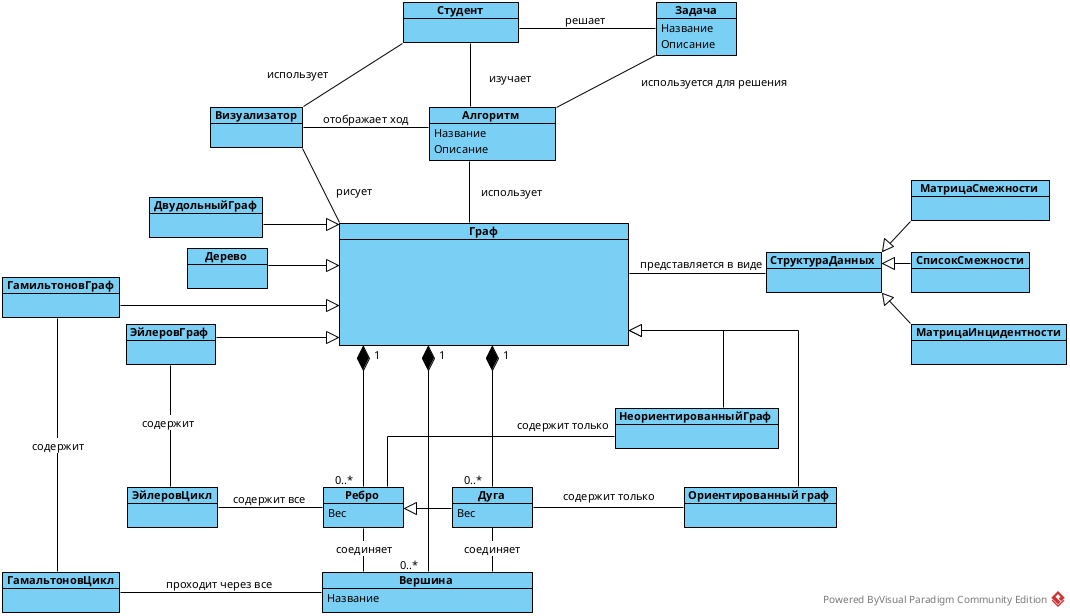 Студент
решает
Задача
Название
Описание
использует
изучает
используется для решения
Визуализатор
отображает ход
Алгоритм
Название
Описание
рисует
использует
МатрицаСмежности
ДвудольныйГраф
Граф
Дерево
представляется в виде
СтруктураДанных
СписокСмежности
ГамильтоновГраф
ЭйлеровГраф
МатрицаИнцидентности
1
1
1
НеориентированныйГраф
содержит
содержит только
содержит
0..*
0..*
ЭйлеровЦикл
содержит все
Ребро
Вес
Дуга
Вес
содержит только
Ориентированный граф
соединяет
соединяет
0..*
ГамальтоновЦикл
проходит через все
Вершина
Название
Powered ByVisual Paradigm Community Edition